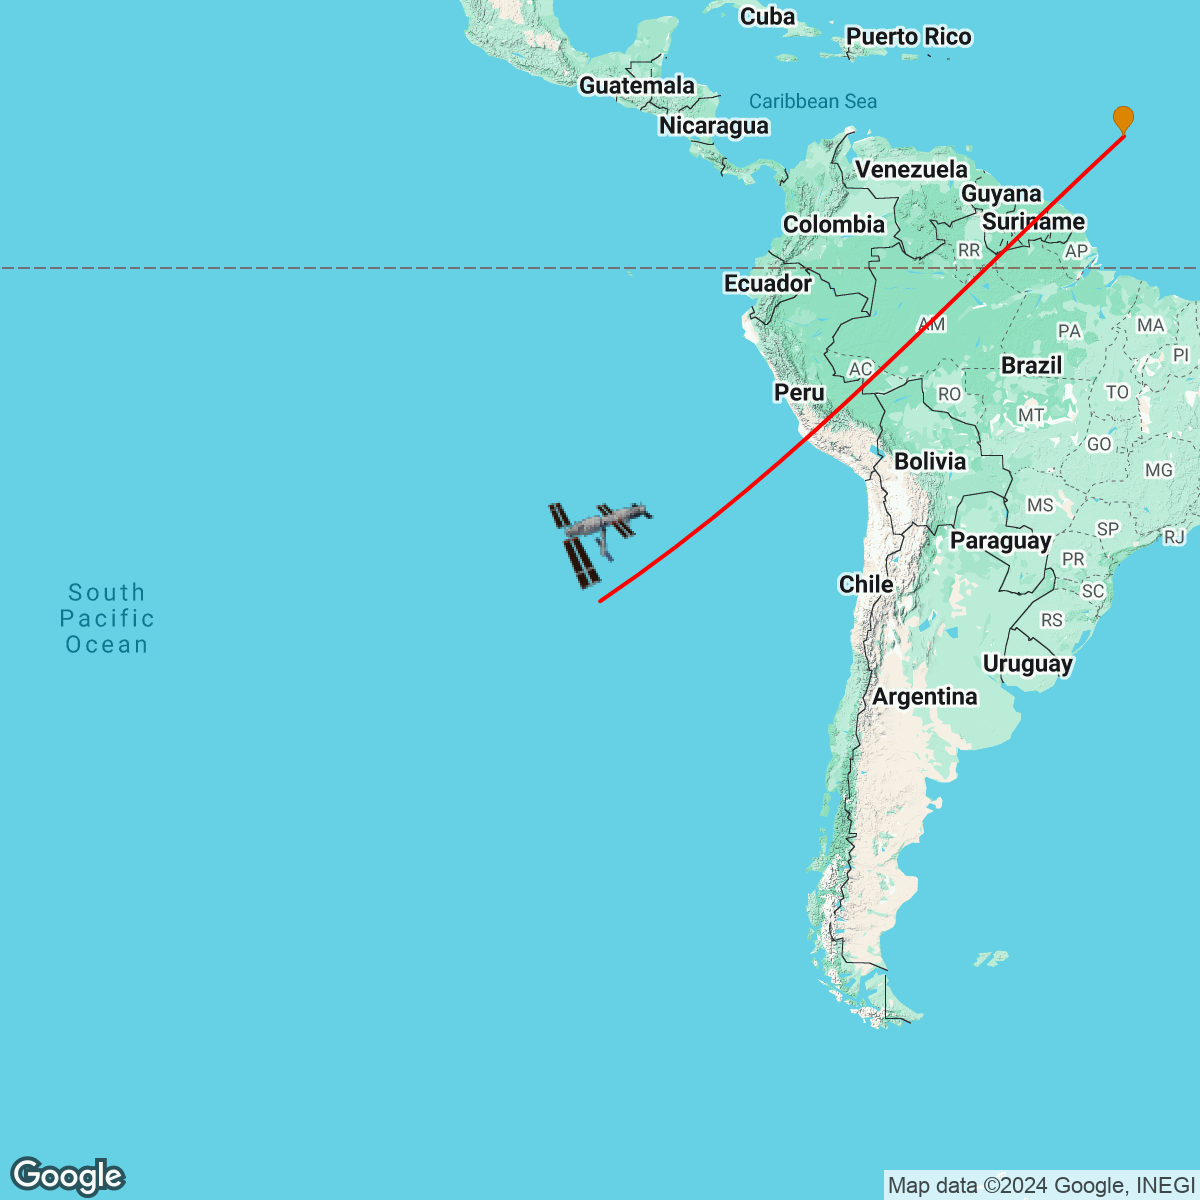 Cuba
Puerto Rico
Guatemala
Caribbean Sea
Nicaragua
Venezuela
Guyana
Colombia
Suriname
RR
AP
Ecuador
AM
PA
MA
PI
AC
Brazil
Peru
RO
TO
MT
GO
Bolivia
MG
MS
SP
RJ
Paraguay
PR
Chile
SC
South
Pacific
Ocean
RS
Uruguay
Argentina
Google
Map data ©2024 Google, INEGI